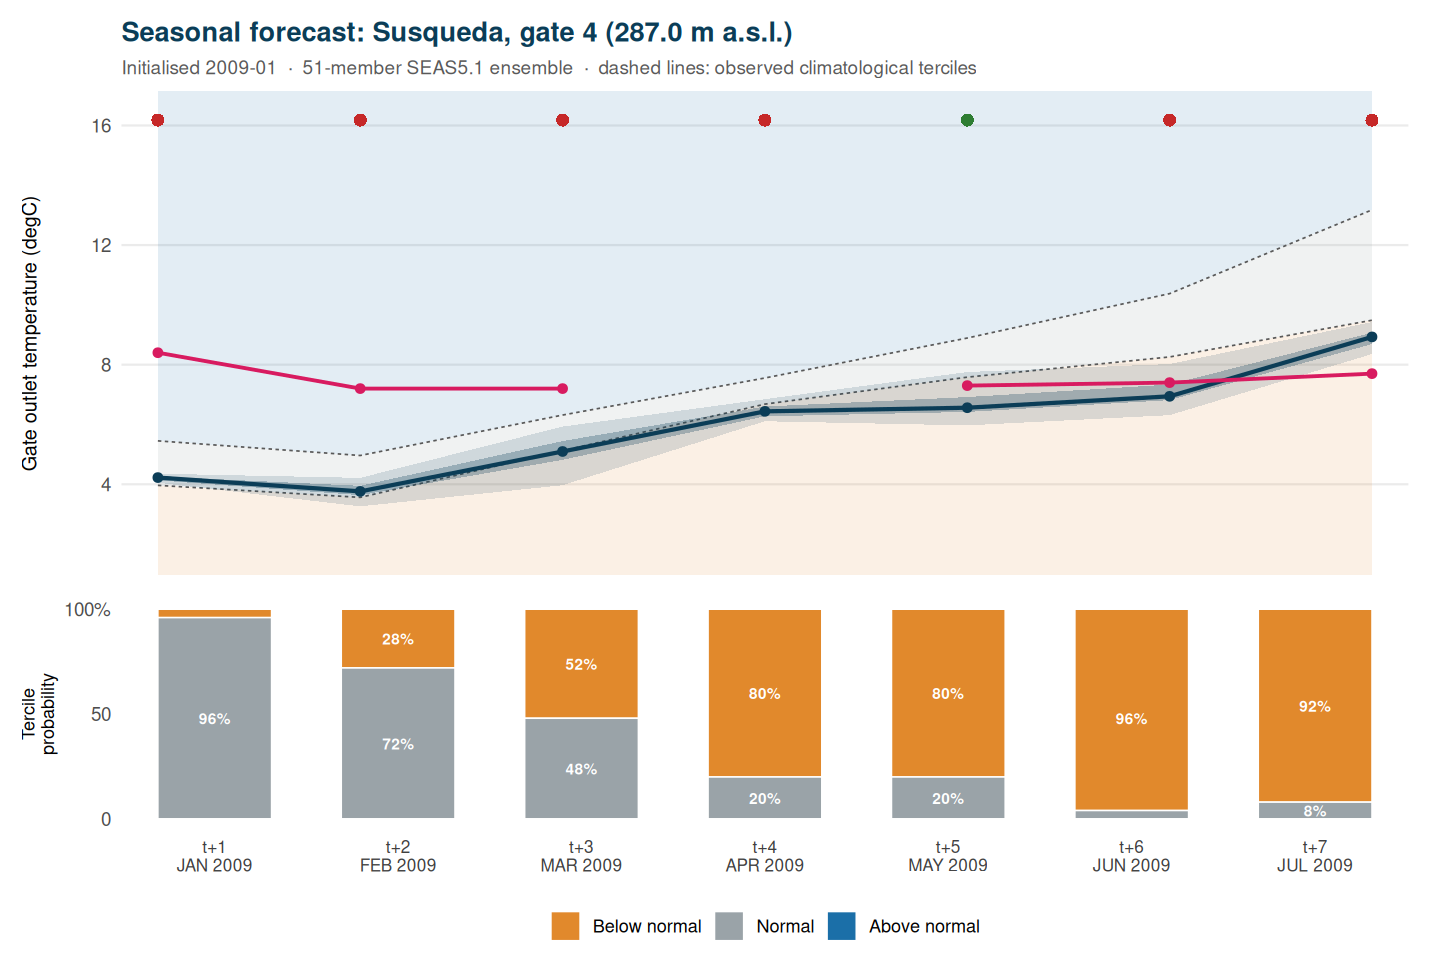 Seasonal forecast: Susqueda, gate 4 (287.0 m a.s.l.)
Initialised 2009-01 · 51-member SEAS5.1 ensemble · dashed lines: observed climatological terciles
Gate outlet temperature (degC)
16
12
8
4
Tercile
probability
100%
50
0
96%
28%
72%
52%
48%
80%
20%
80%
20%
96%
92%
8%
t+1
JAN 2009
t+2
FEB 2009
t+3
MAR 2009
t+4
APR 2009
t+5
MAY 2009
t+6
JUN 2009
t+7
JUL 2009
Below normal
Normal
Above normal